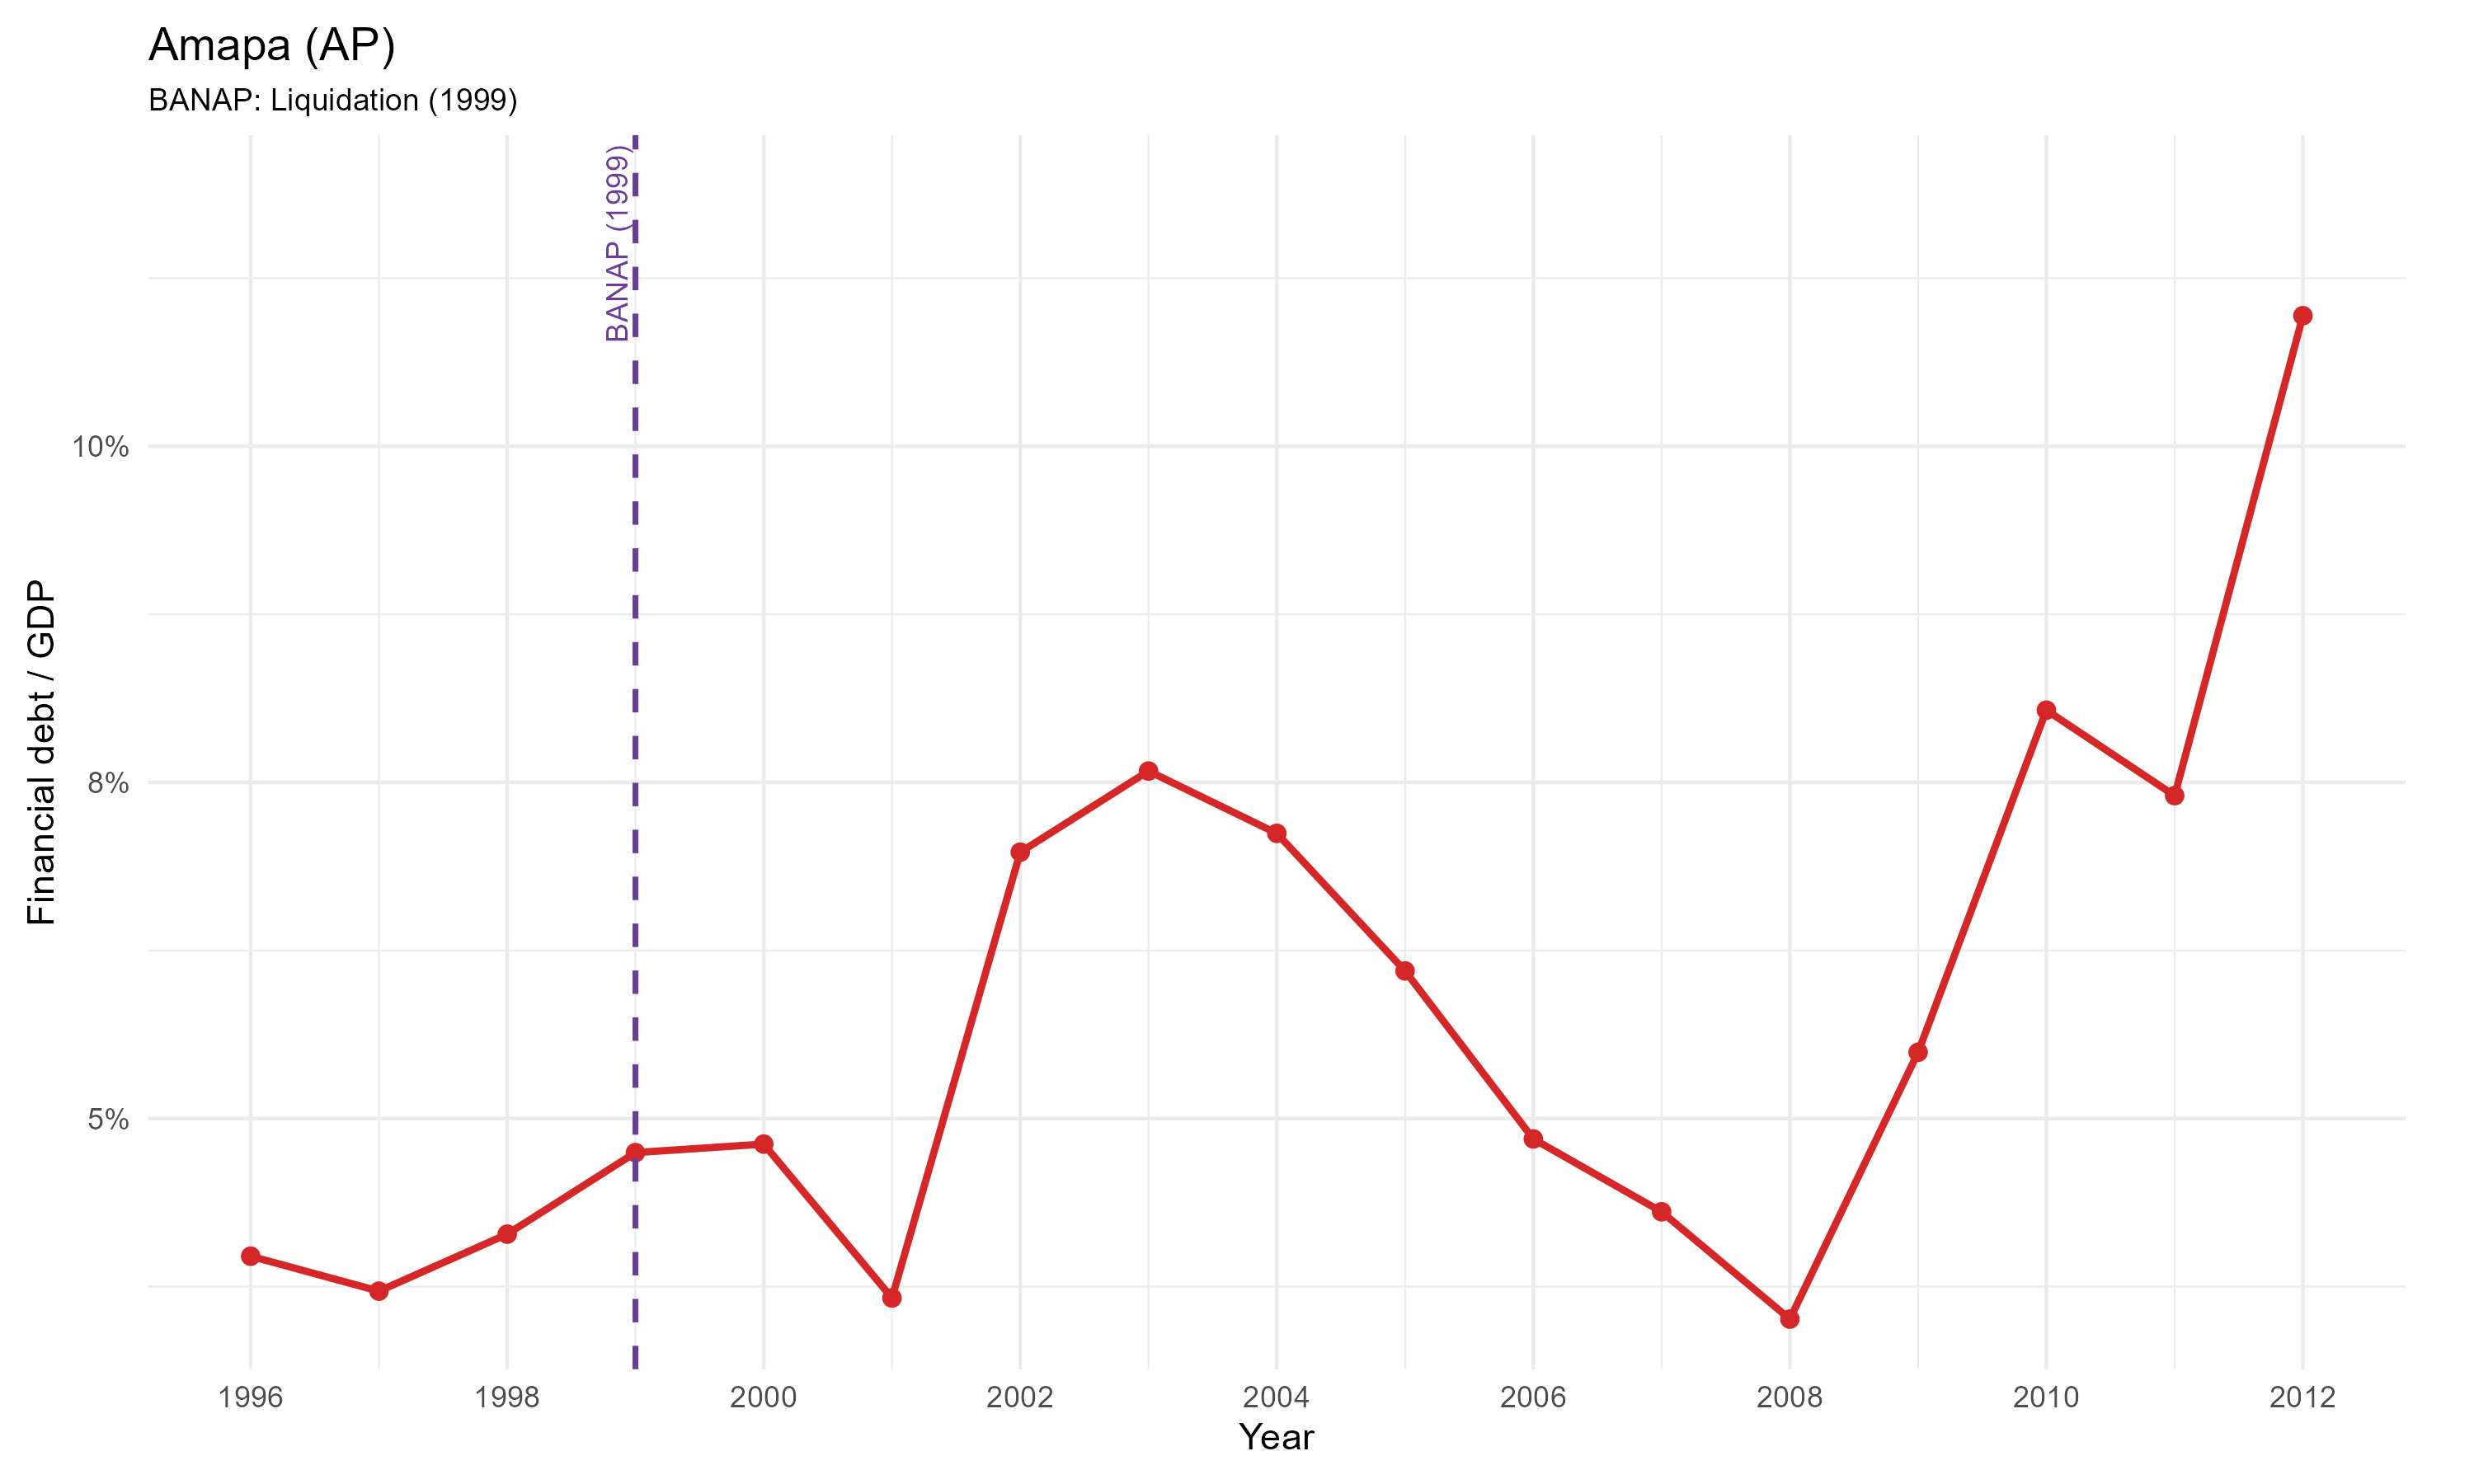 Amapa (AP)
BANAP: Liquidation (1999)
BANAP (1999)
Financial debt / GDP
10%
8%
5%
1996 1998 2000 2002 2004 2006 2008 2010 2012
Year